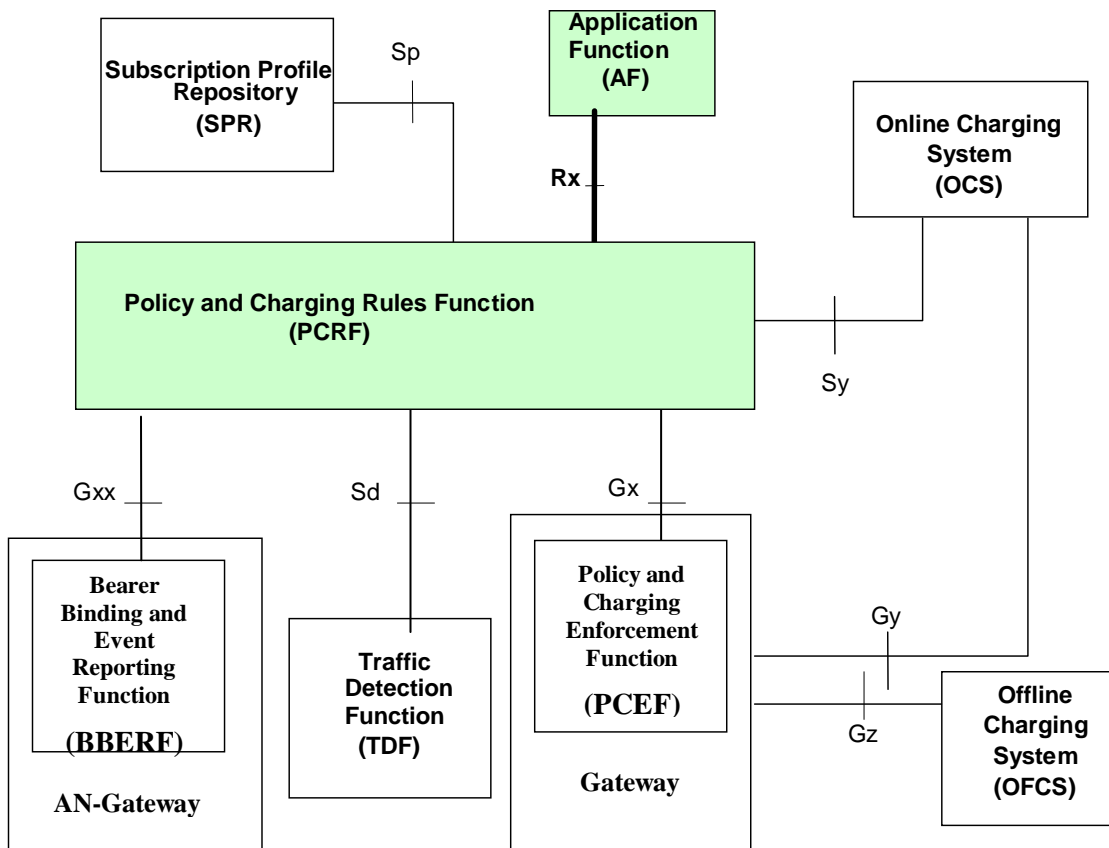 Subscription Profile
Repository
(SPR)
Sp
Application
Function
(AF)
Rx
Online Charging
System
(OCS)
Policy and Charging Rules Function
(PCRF)
Sy
Gxx
Sd
Gx
Bearer
Binding and
Event
Reporting
Function
(BBERF)
AN-Gateway
Traffic
Detection
Function
(TDF)
Policy and
Charging
Enforcement
Function
(PCEF)
Gateway
Gy
Gz
Offline
Charging
System
(OFCS)